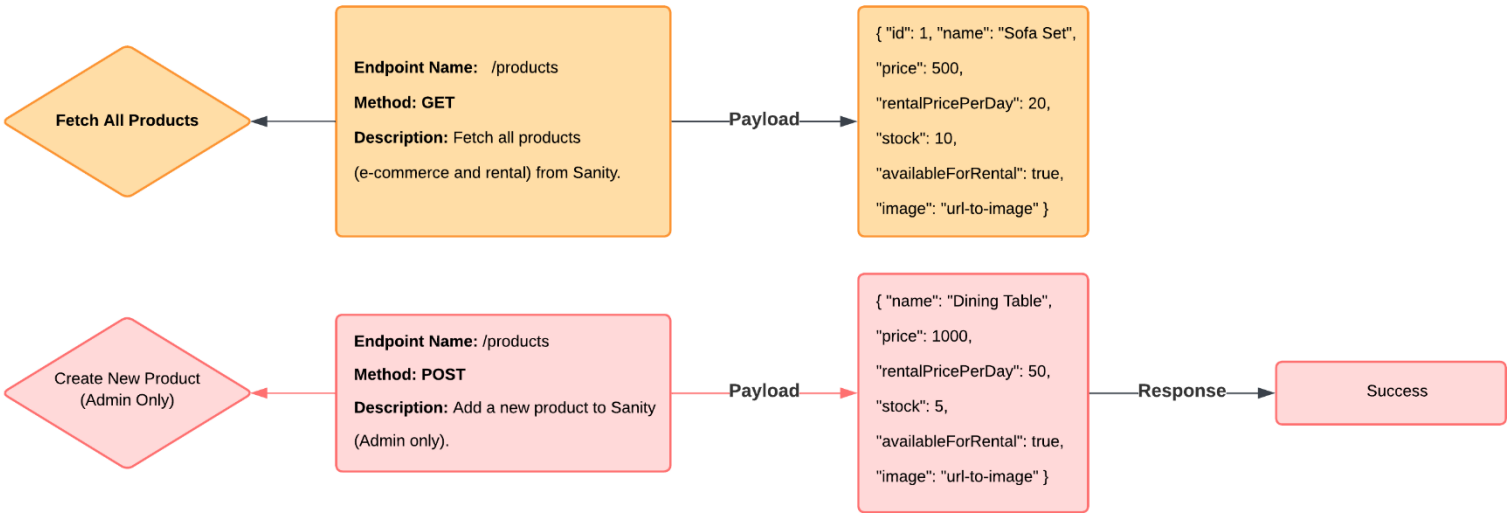 Fetch All Products
Endpoint Name: /products
Method: GET
Description: Fetch all products
(e-commerce and rental) from Sanity.
Payload
{ "id": 1, "name": "Sofa Set",
"price": 500,
"rentalPricePerDay": 20,
"stock": 10,
"availableForRental": true,
"image": "url-to-image" }
Create New Product
(Admin Only)
Endpoint Name: /products
Method: POST
Description: Add a new product to Sanity
(Admin only).
Payload
{ "name": "Dining Table",
"price": 1000,
"rentalPricePerDay": 50,
"stock": 5,
"availableForRental": true,
"image": "url-to-image" }
Response
Success